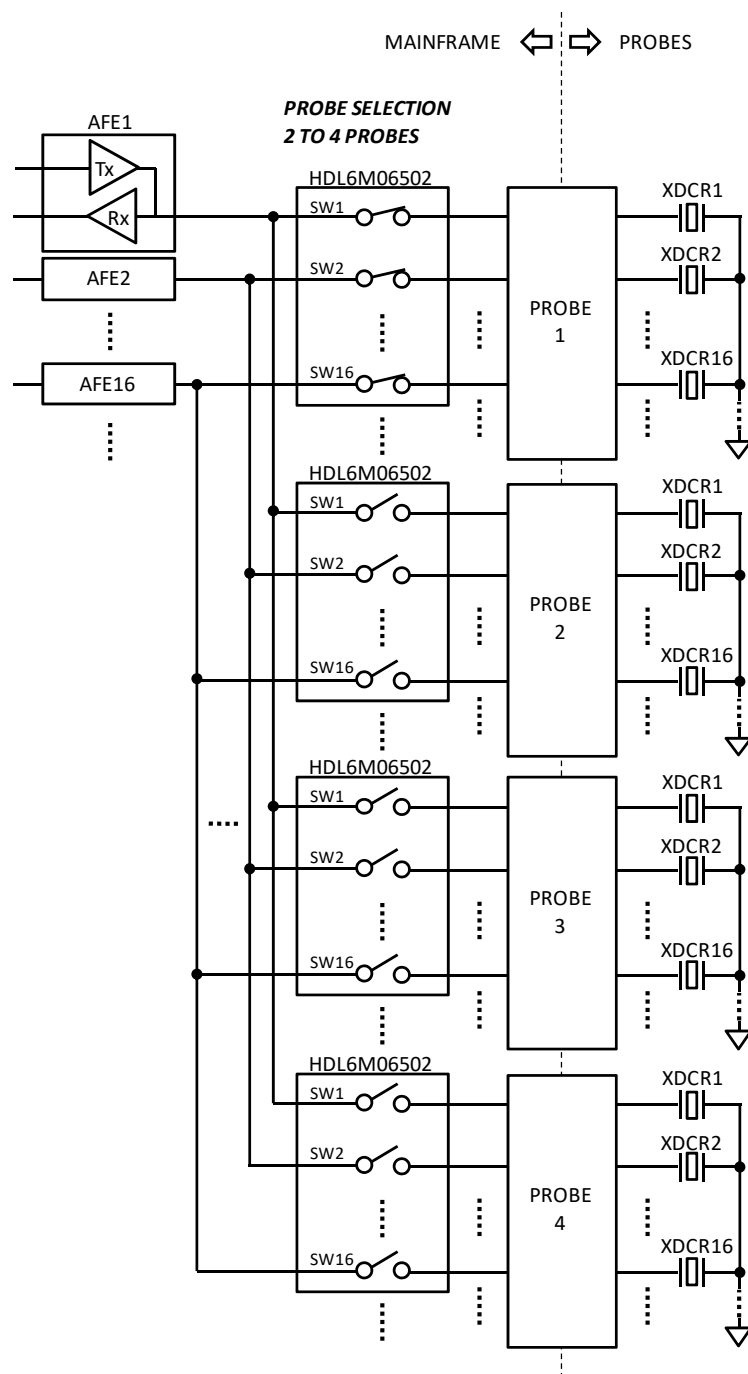 MAINFRAME PROBES
PROBE SELECTION
2 TO 4 PROBES
AFE1
Tx
Rx
AFE2
AFE16
HDL6M06502
SW1
SW2
SW16
PROBE
1
XDCR1
XDCR2
XDCR16
HDL6M06502
SW1
SW2
SW16
PROBE
2
XDCR1
XDCR2
XDCR16
HDL6M06502
SW1
SW2
SW16
PROBE
3
XDCR1
XDCR2
XDCR16
HDL6M06502
SW1
SW2
SW16
PROBE
4
XDCR1
XDCR2
XDCR16